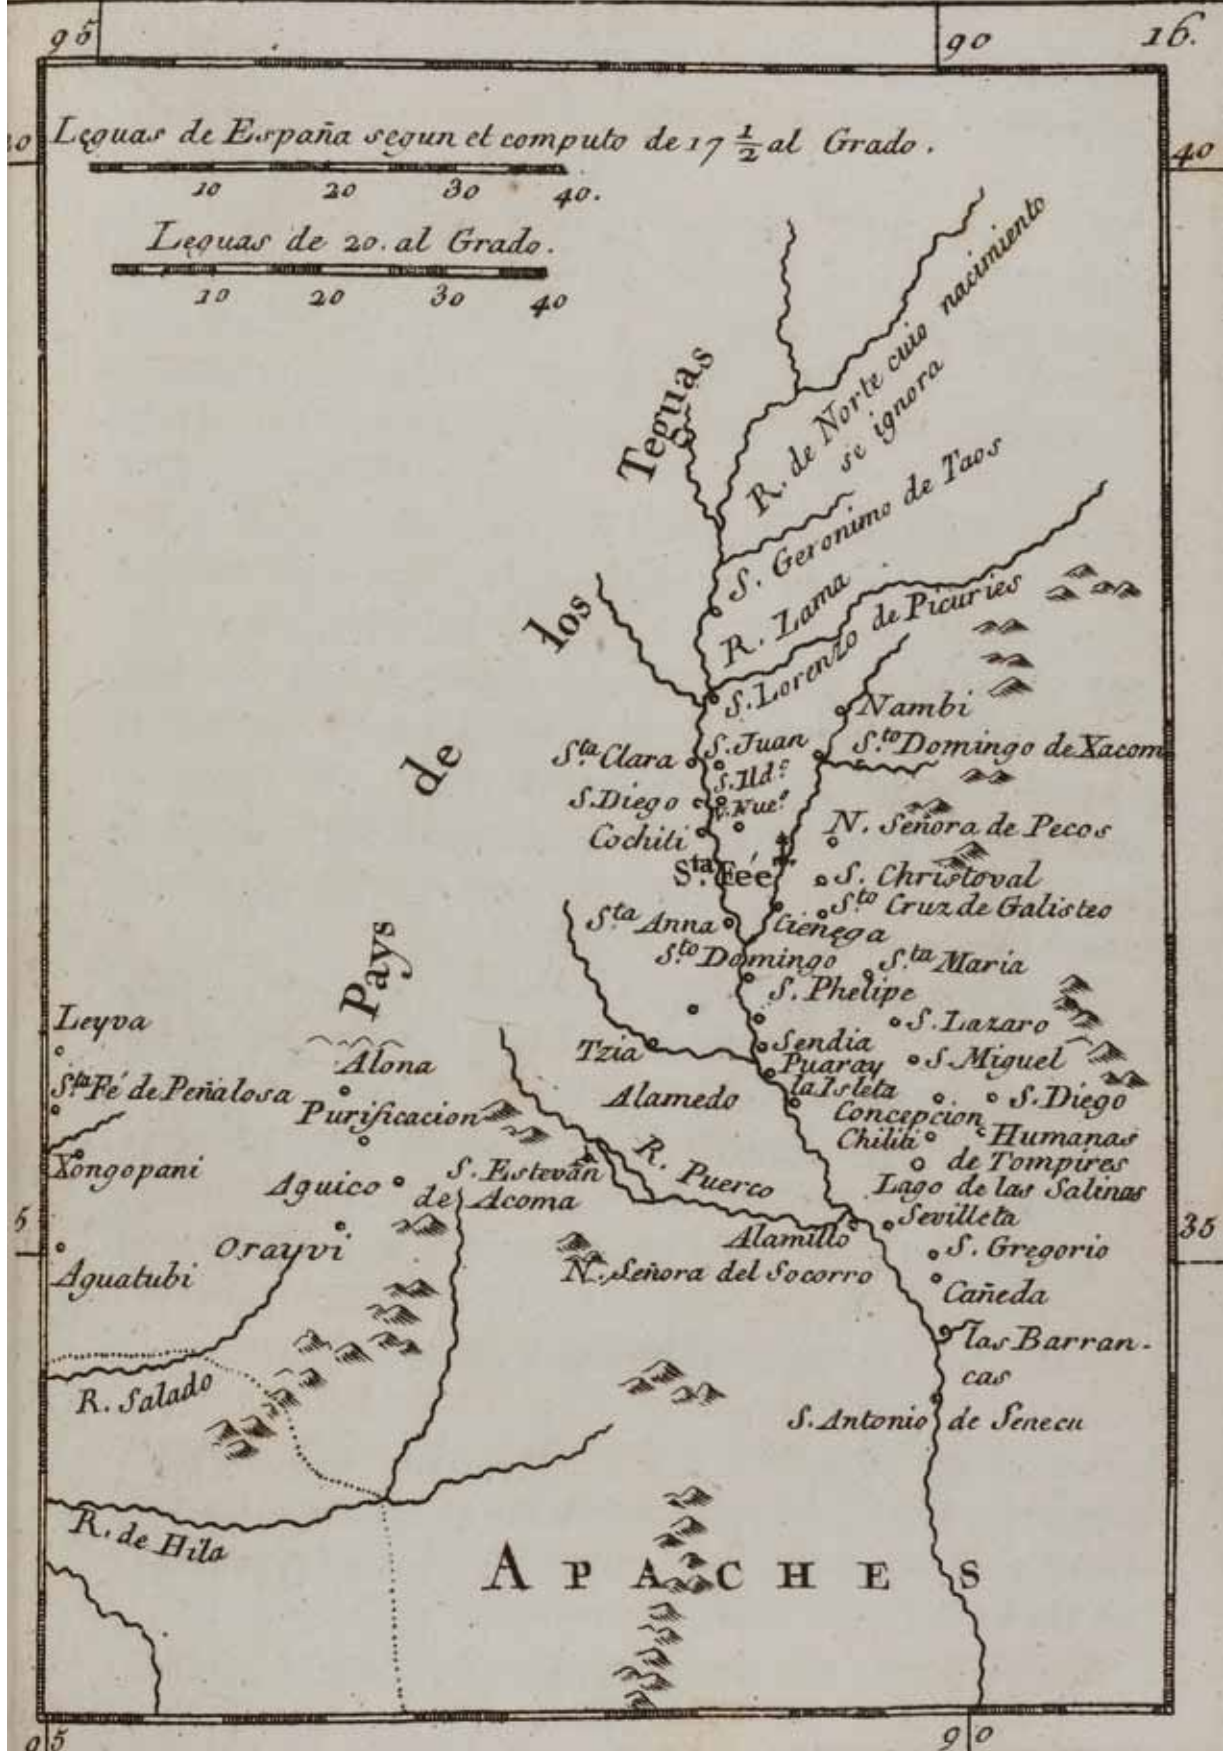 95
90
16.
40
Leguas de España segun el computo de 17 1/2 al Grado.
10 20 30 40.
Leguas de 20. al Grado.
10 20 30 40
R. de Norte cuio nacimiento
se ignora
Pays de los Teguas
S. Geronimo de Taos
R. Lama
S. Lorenzo de Picuries
Nambi
S.to Domingo de Xacom
S.ta Clara
S. Juan
S. Ild.c
S. Diego
Cochiti
N. Señora de Pecos
S.ta Feé
S. Christoval
S.to Cruz de Galisteo
S.ta Anna
Cienega
S.to Domingo
S.ta Maria
S. Phelipe
Leyva
S. Lazaro
Tzia
Sendia
Alona
Puaray
S. Miguel
S.ta Fé de Peñalosa
Alamedo
la Isleta
S. Diego
Purificacion
Concepcion
Chiliti
Humanas
de Tompires
Xongopani
Aguico
S. Estevan
de Acoma
R. Puerco
Lago de las Salinas
Sevilleta
5
35
Orayvi
Alamillo
S. Gregorio
Aguatubi
N. Señora del Socorro
Cañeda
las Barran-
cas
R. Salado
S. Antonio de Senecu
R. de Hila
APACHES
95
90